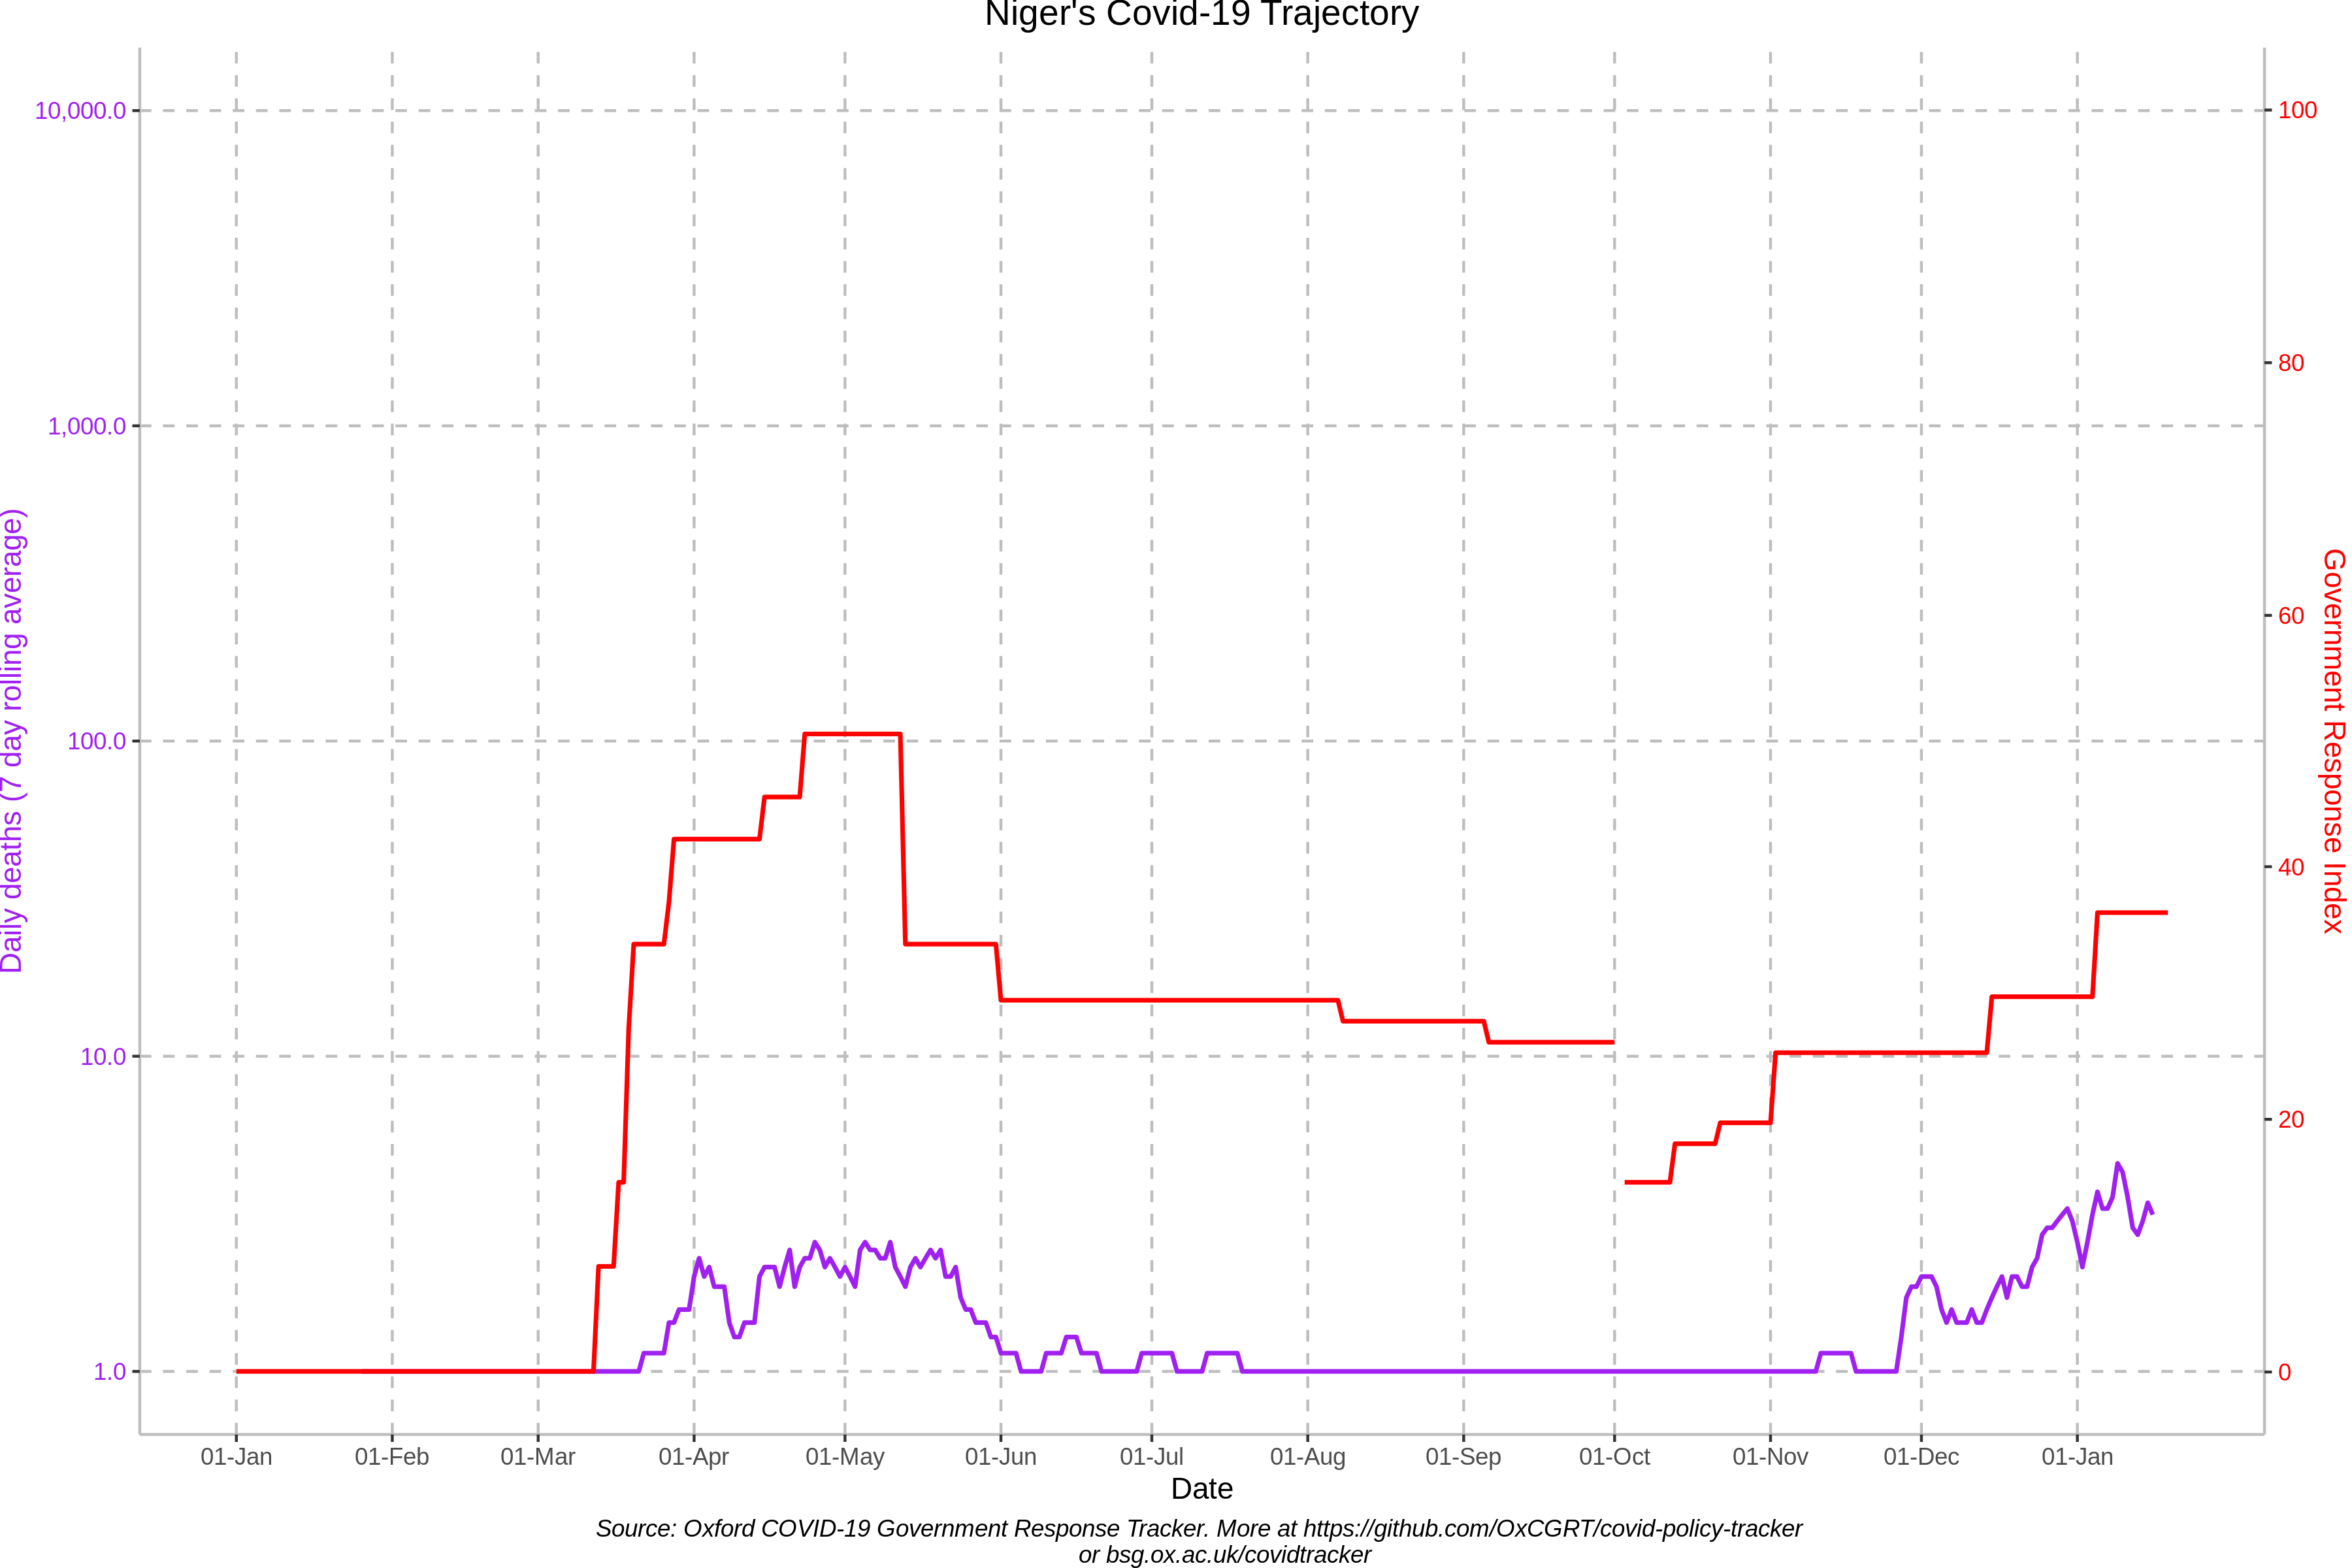 Niger's Covid-19 Trajectory
10,000.0
1,000.0
100.0
10.0
1.0
Daily deaths (7 day rolling average)
100
80
60
40
20
0
Government Response Index
01-Jan 01-Feb 01-Mar 01-Apr 01-May 01-Jun 01-Jul 01-Aug 01-Sep 01-Oct 01-Nov 01-Dec 01-Jan
Date
Source: Oxford COVID-19 Government Response Tracker. More at https://github.com/OxCGRT/covid-policy-tracker
or bsg.ox.ac.uk/covidtracker